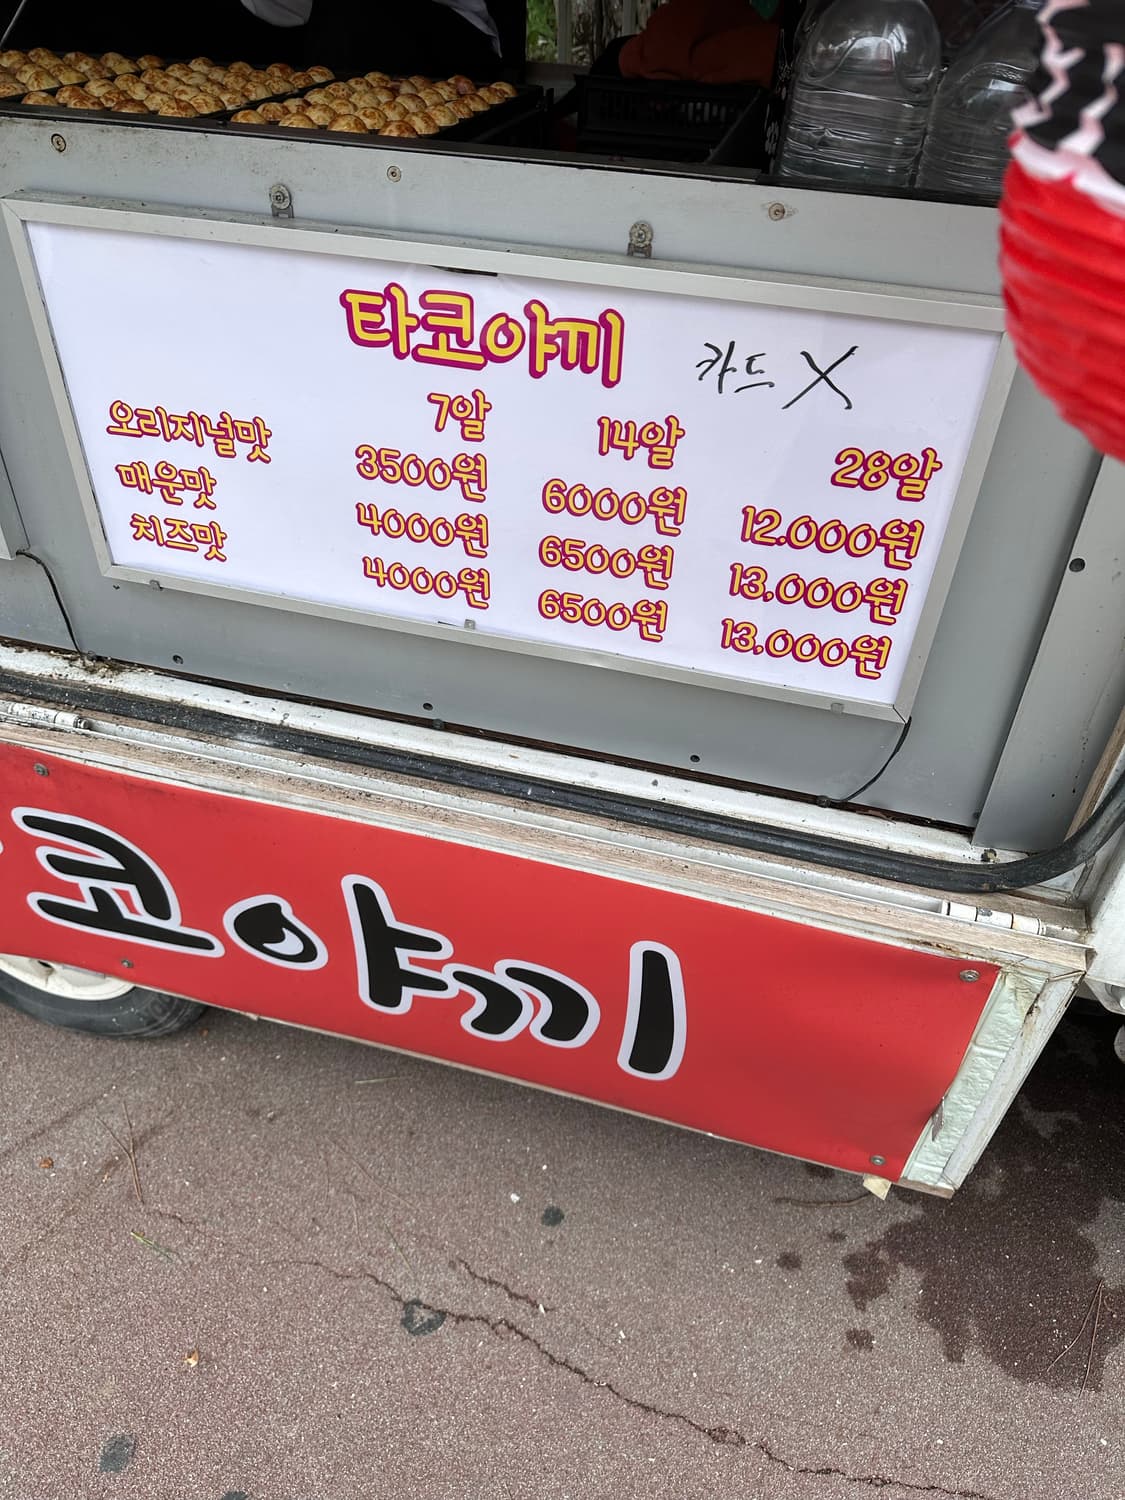 타코야끼 카드 X
7알 14알 28알
오리지널맛 3500원 6000원 12.000원
매운맛 4000원 6500원 13.000원
치즈맛 4000원 6500원 13.000원
코야끼